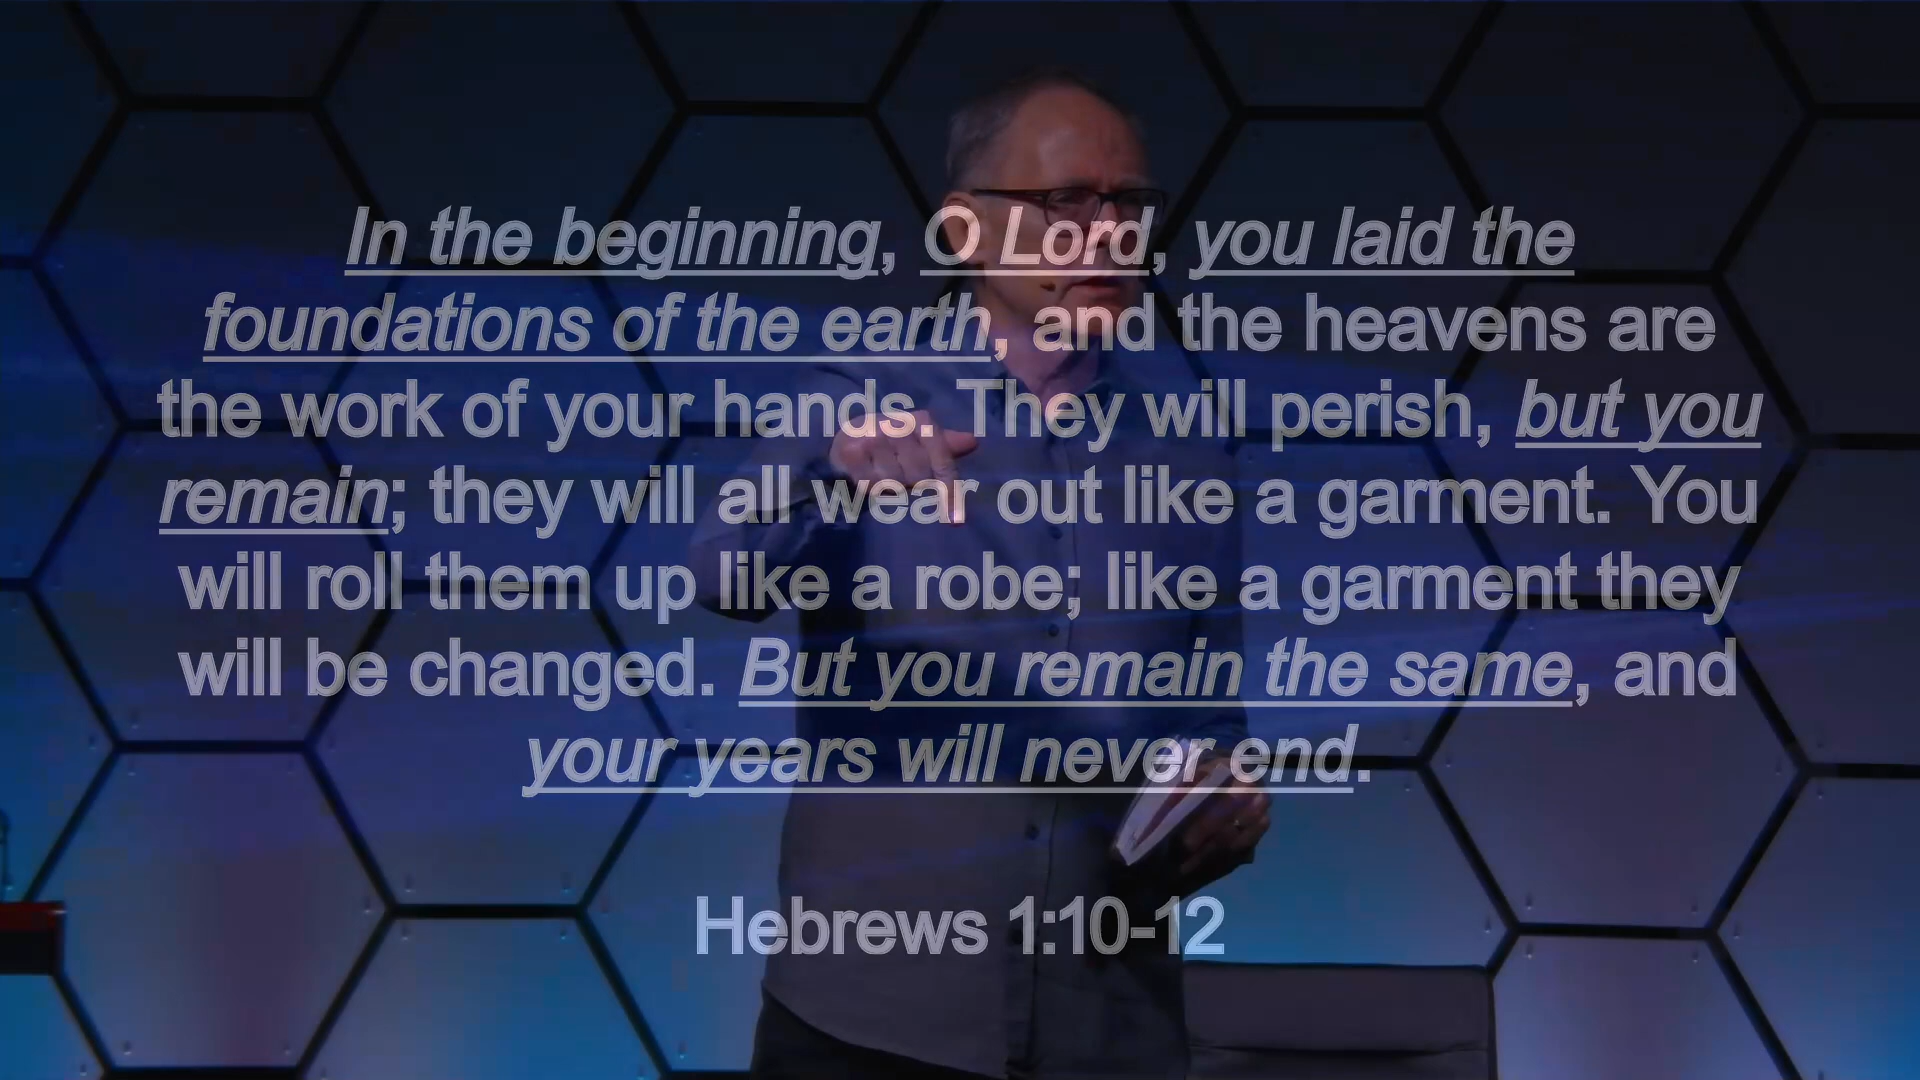 In the beginning, O Lord, you laid the
foundations of the earth, and the heavens are
the work of your hands. They will perish, but you
remain; they will all wear out like a garment. You
will roll them up like a robe; like a garment they
will be changed. But you remain the same, and
your years will never end.
Hebrews 1:10-12